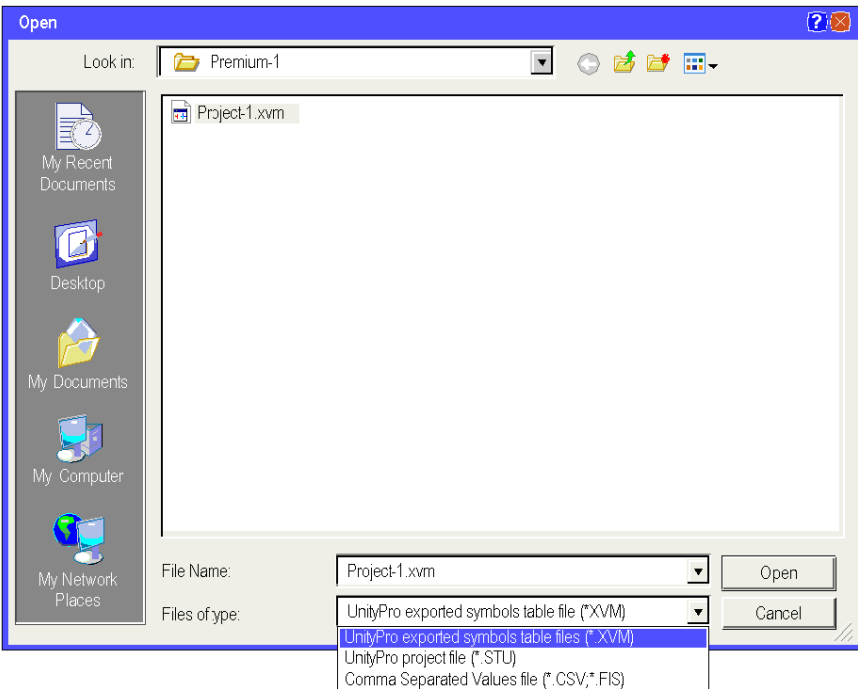 Open
Look in:
Premium-1
Project-1.xvm
My Recent
Documents
Desktop
My Documents
My Computer
My Network
Places
File Name:
Project-1.xvm
Open
Files of ype:
UnityPro exported symbols table file (*XVM)
Cancel
UnityPro exported symbols table files (*.XVM)
UnityPro project file (*.STU)
Comma Separated Values file (*.CSV;*.FIS)